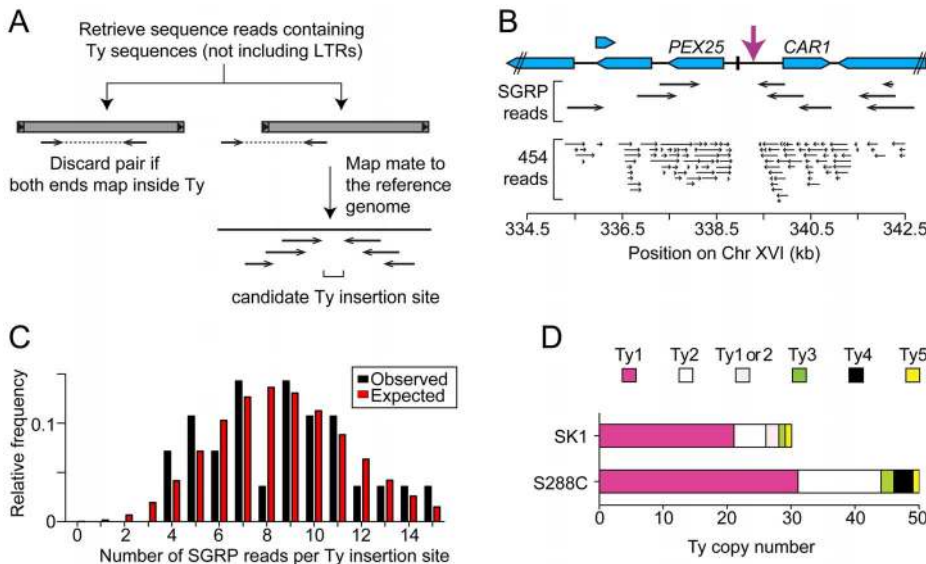 A
Retrieve sequence reads containing
Ty sequences (not including LTRs)
Discard pair if
both ends map inside Ty
Map mate to
the reference
genome
candidate Ty insertion site
B
PEX25
CAR1
SGRP
reads
454
reads
334.5 336.5 338.5 340.5 342.5
Position on Chr XVI (kb)
C
Observed
Expected
Relative frequency
0.1
0
0 2 4 6 8 10 12 14
Number of SGRP reads per Ty insertion site
D
Ty1 Ty2 Ty1 or 2 Ty3 Ty4 Ty5
SK1
S288C
0 10 20 30 40 50
Ty copy number